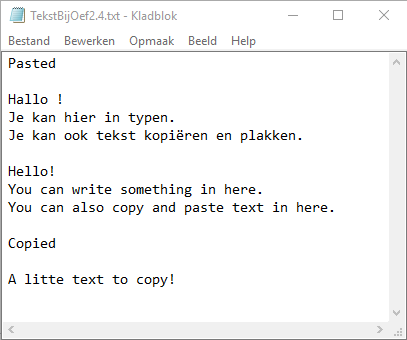 TekstBijOef2.4.txt - Kladblok
Bestand Bewerken Opmaak Beeld Help
Pasted
Hallo !
Je kan hier in typen.
Je kan ook tekst kopiëren en plakken.
Hello!
You can write something in here.
You can also copy and paste text in here.
Copied
A litte text to copy!